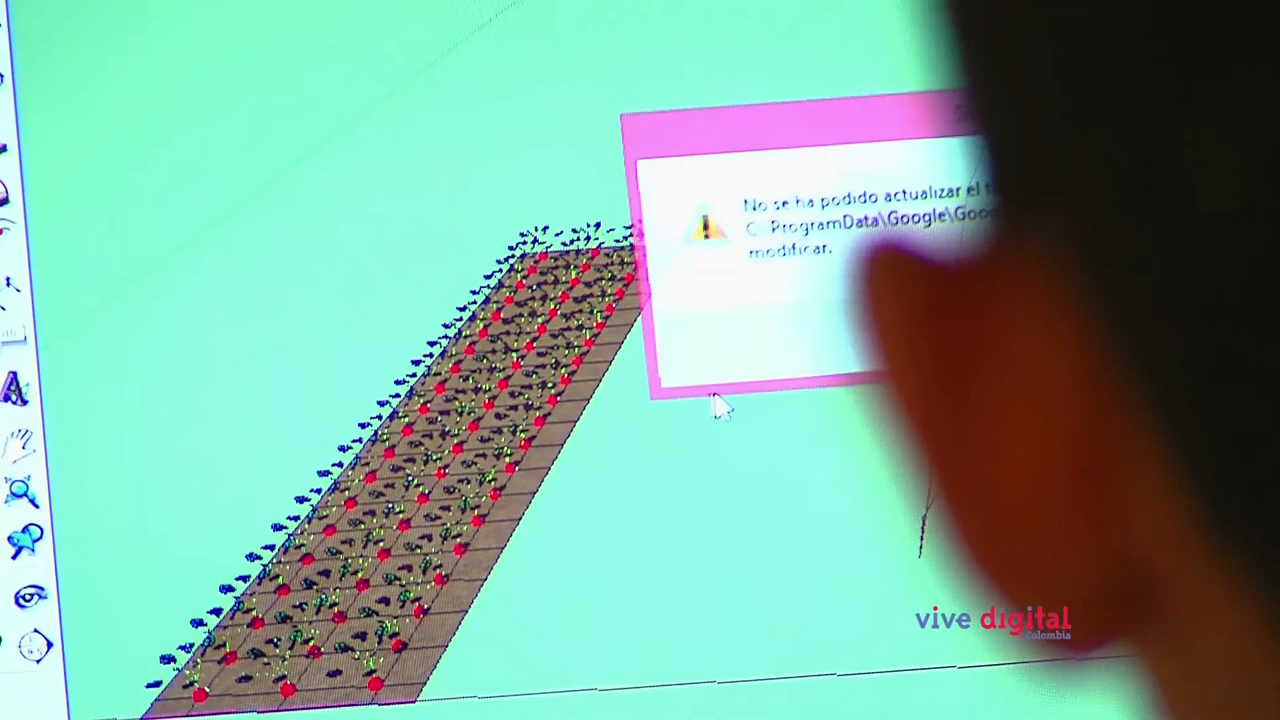 No se ha podido actualizar el
C ProgramData\Google\Goo
modificar.
vive digital
Colombia